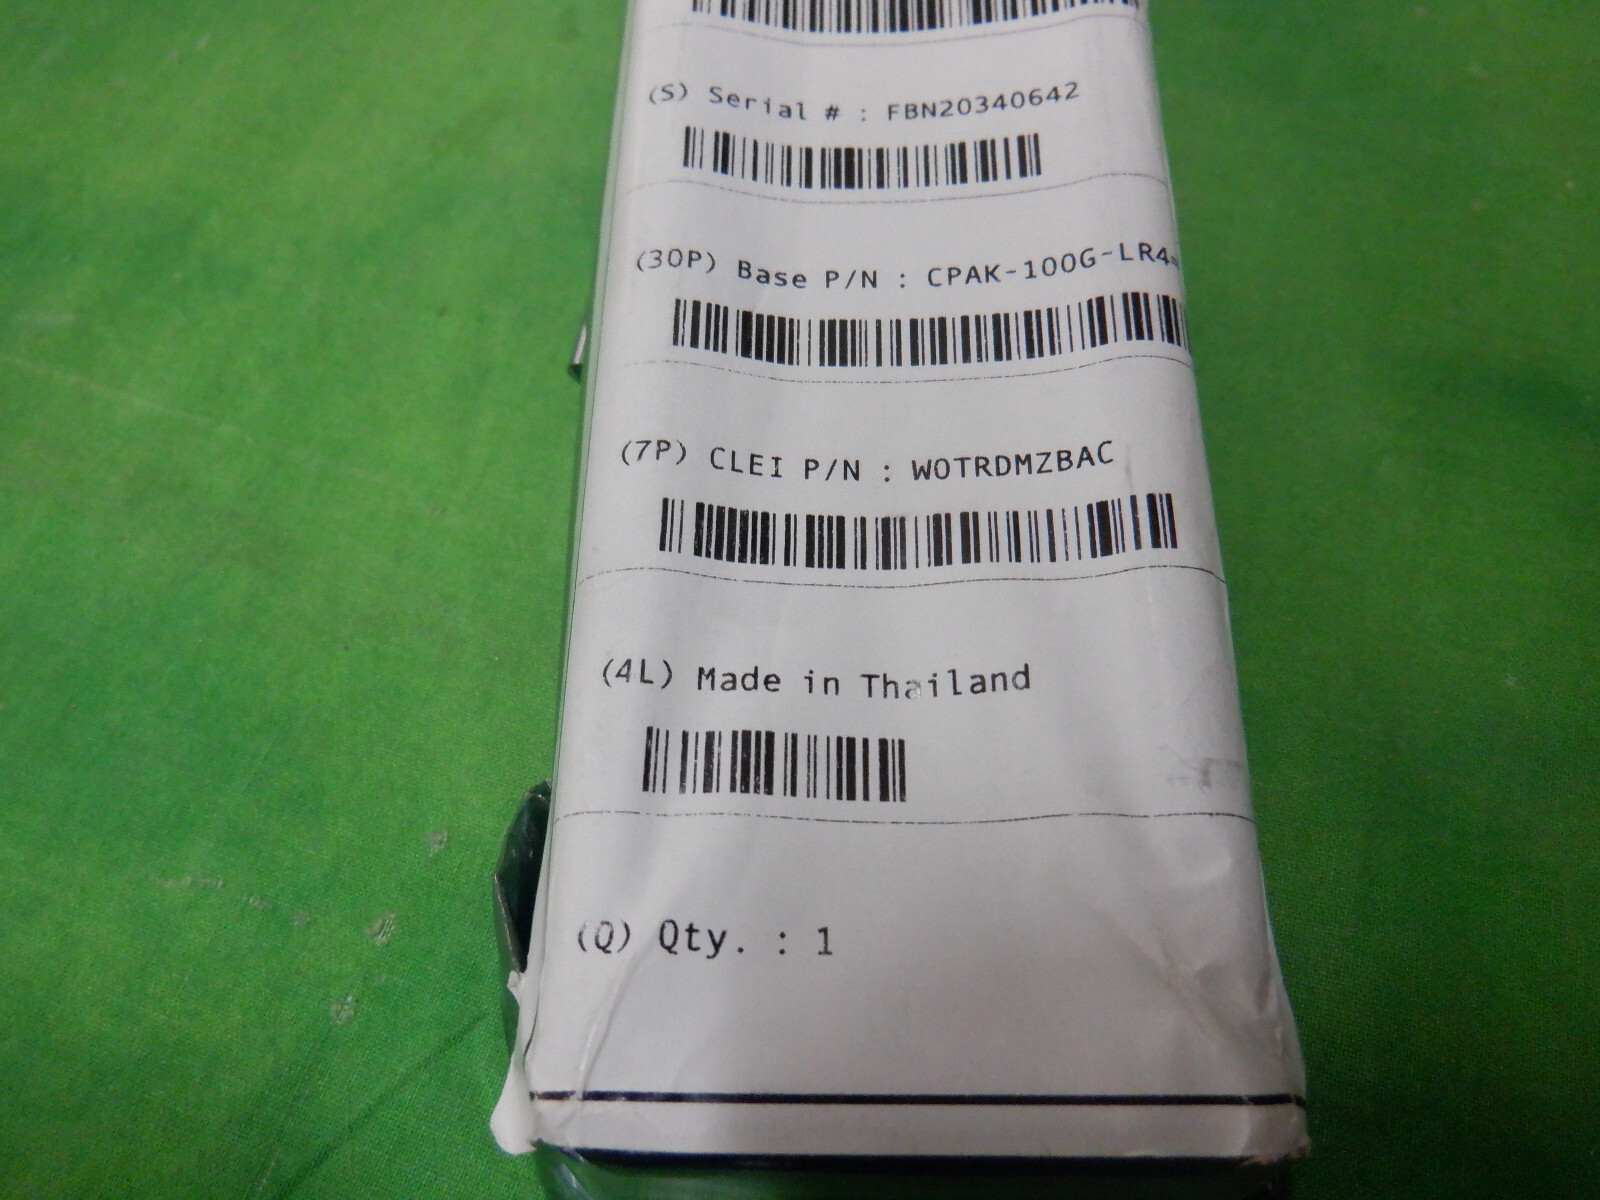 (S) Serial # : FBN20340642
(30P) Base P/N : CPAK-100G-LR4=
(7P) CLEI P/N : WOTRDMZBAC
(4L) Made in Thailand
(Q) Qty. : 1